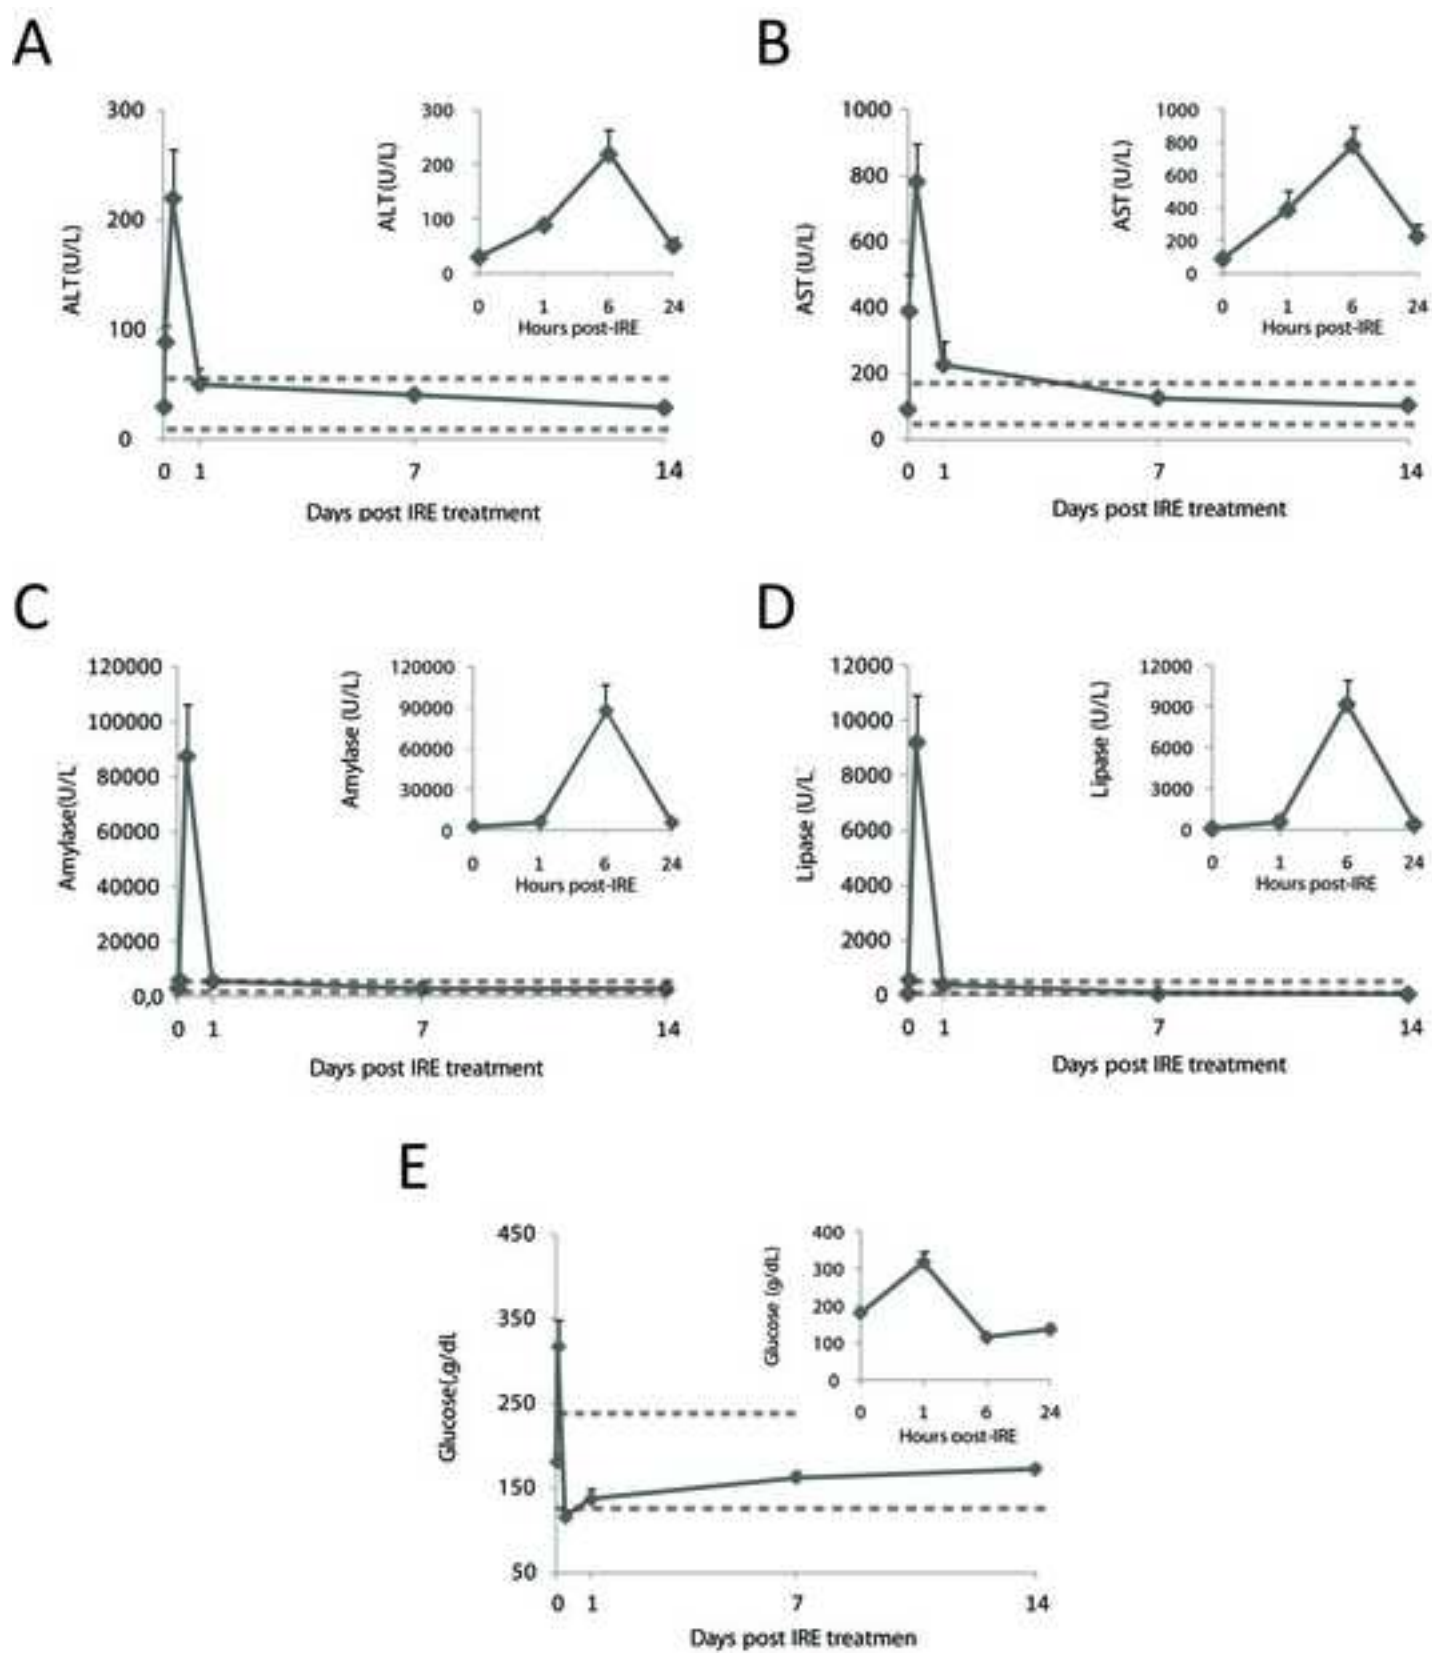 A
B
300
200
100
0
ALT (U/L)
0 1 7 14
Days post IRE treatment
300
200
100
0
ALT (U/L)
0 1 6 24
Hours post-IRE
1000
800
600
400
200
0
AST (U/L)
0 1 7 14
Days post IRE treatment
1000
800
600
400
200
0
AST (U/L)
0 1 6 24
Hours post-IRE
C
D
120000
100000
80000
60000
40000
20000
0,0
Amylase(U/L
0 1 7 14
Days post IRE treatment
120000
90000
60000
30000
0
Amylase (U/L)
0 1 6 24
Hours post-IRE
12000
10000
8000
6000
4000
2000
0
Lipase (U/L
0 1 7 14
Days post IRE treatment
12000
9000
6000
3000
0
Lipase (U/L)
0 1 6 24
Hours post-IRE
E
450
350
250
150
50
Glucose(,g/dL
0 1 7 14
Days post IRE treatmen
400
300
200
100
0
Glucose (g/dL)
0 1 6 24
Hours oost-IRE